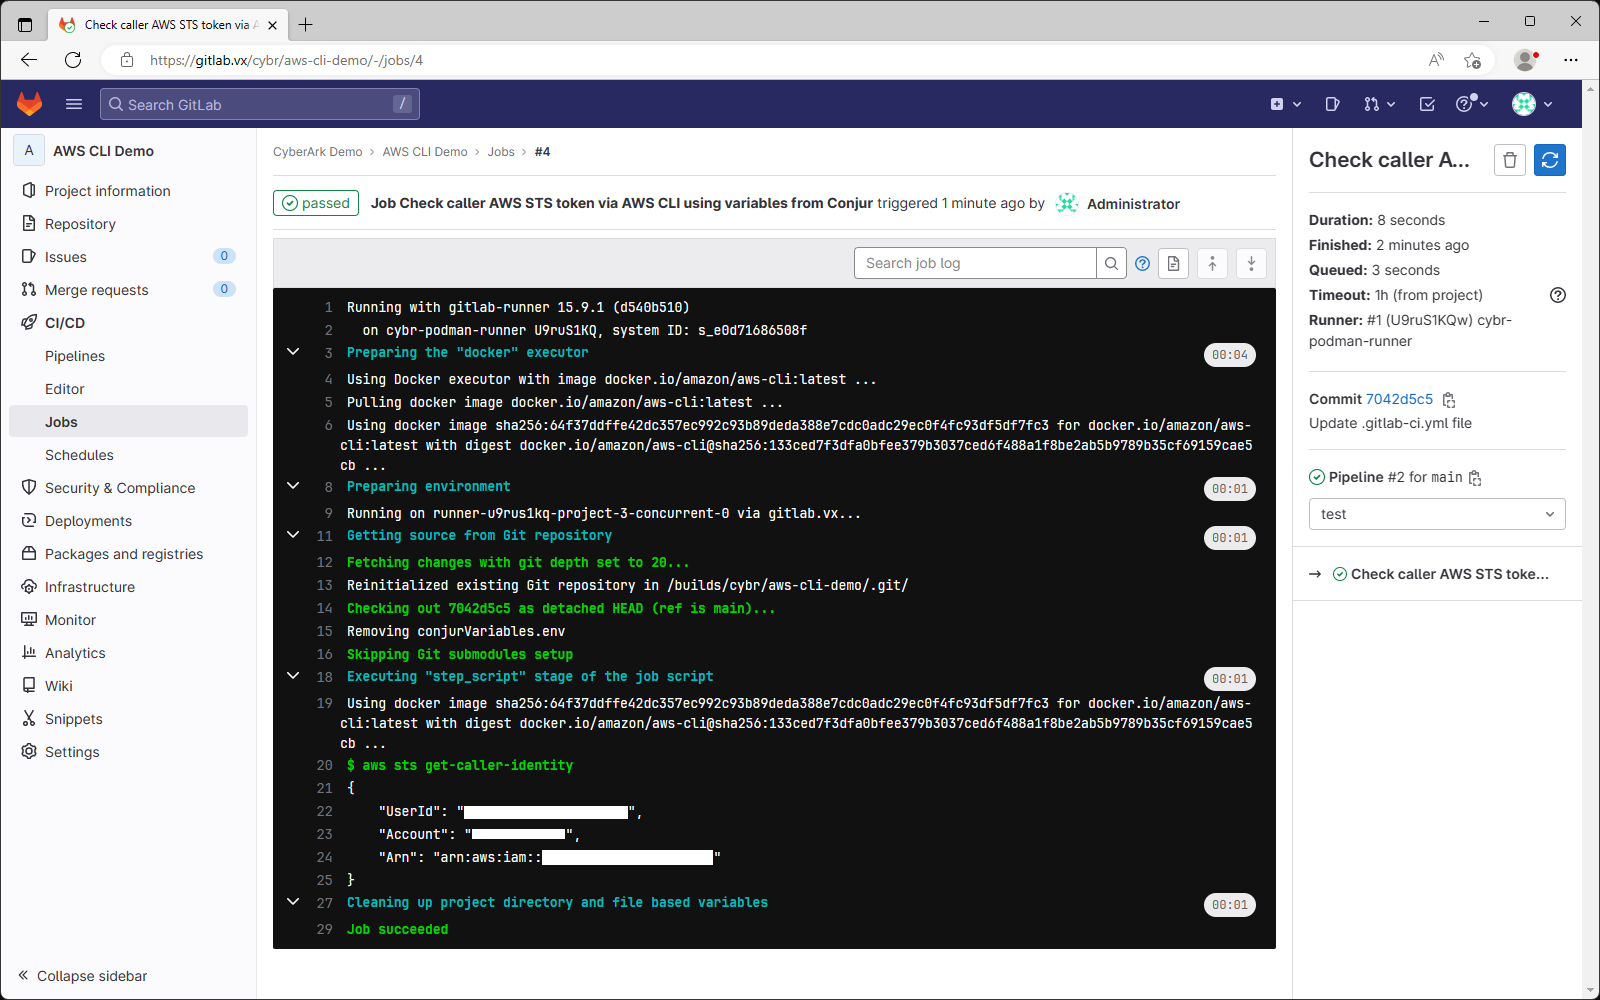 Check caller AWS STS token via A
https://gitlab.vx/cybr/aws-cli-demo/-/jobs/4
Search GitLab
/
A
AWS CLI Demo
Project information
Repository
Issues
0
Merge requests
0
CI/CD
Pipelines
Editor
Jobs
Schedules
Security & Compliance
Deployments
Packages and registries
Infrastructure
Monitor
Analytics
Wiki
Snippets
Settings
Collapse sidebar
CyberArk Demo › AWS CLI Demo › Jobs › #4
passed
Job Check caller AWS STS token via AWS CLI using variables from Conjur triggered 1 minute ago by Administrator
Search job log
1 Running with gitlab-runner 15.9.1 (d540b510)
2 on cybr-podman-runner U9ruS1KQ, system ID: s_e0d71686508f
3 Preparing the "docker" executor
00:04
4 Using Docker executor with image docker.io/amazon/aws-cli:latest ...
5 Pulling docker image docker.io/amazon/aws-cli:latest ...
6 Using docker image sha256:64f37ddffe42dc357ec992c93b89deda388e7cdc0adc29ec0f4fc93df5df7fc3 for docker.io/amazon/aws-
cli:latest with digest docker.io/amazon/aws-cli@sha256:133ced7f3dfa0bfee379b3037ced6f488a1f8be2ab5b9789b35cf69159cae5
cb ...
8 Preparing environment
00:01
9 Running on runner-u9rus1kq-project-3-concurrent-0 via gitlab.vx...
11 Getting source from Git repository
00:01
12 Fetching changes with git depth set to 20...
13 Reinitialized existing Git repository in /builds/cybr/aws-cli-demo/.git/
14 Checking out 7042d5c5 as detached HEAD (ref is main)...
15 Removing conjurVariables.env
16 Skipping Git submodules setup
18 Executing "step_script" stage of the job script
00:01
19 Using docker image sha256:64f37ddffe42dc357ec992c93b89deda388e7cdc0adc29ec0f4fc93df5df7fc3 for docker.io/amazon/aws-
cli:latest with digest docker.io/amazon/aws-cli@sha256:133ced7f3dfa0bfee379b3037ced6f488a1f8be2ab5b9789b35cf69159cae5
cb ...
20 $ aws sts get-caller-identity
21 {
22 "UserId": "",
23 "Account": "",
24 "Arn": "arn:aws:iam::"
25 }
27 Cleaning up project directory and file based variables
00:01
29 Job succeeded
Check caller A...
Duration: 8 seconds
Finished: 2 minutes ago
Queued: 3 seconds
Timeout: 1h (from project)
Runner: #1 (U9ruS1KQw) cybr-
podman-runner
Commit 7042d5c5
Update .gitlab-ci.yml file
Pipeline #2 for main
test
→ Check caller AWS STS toke...